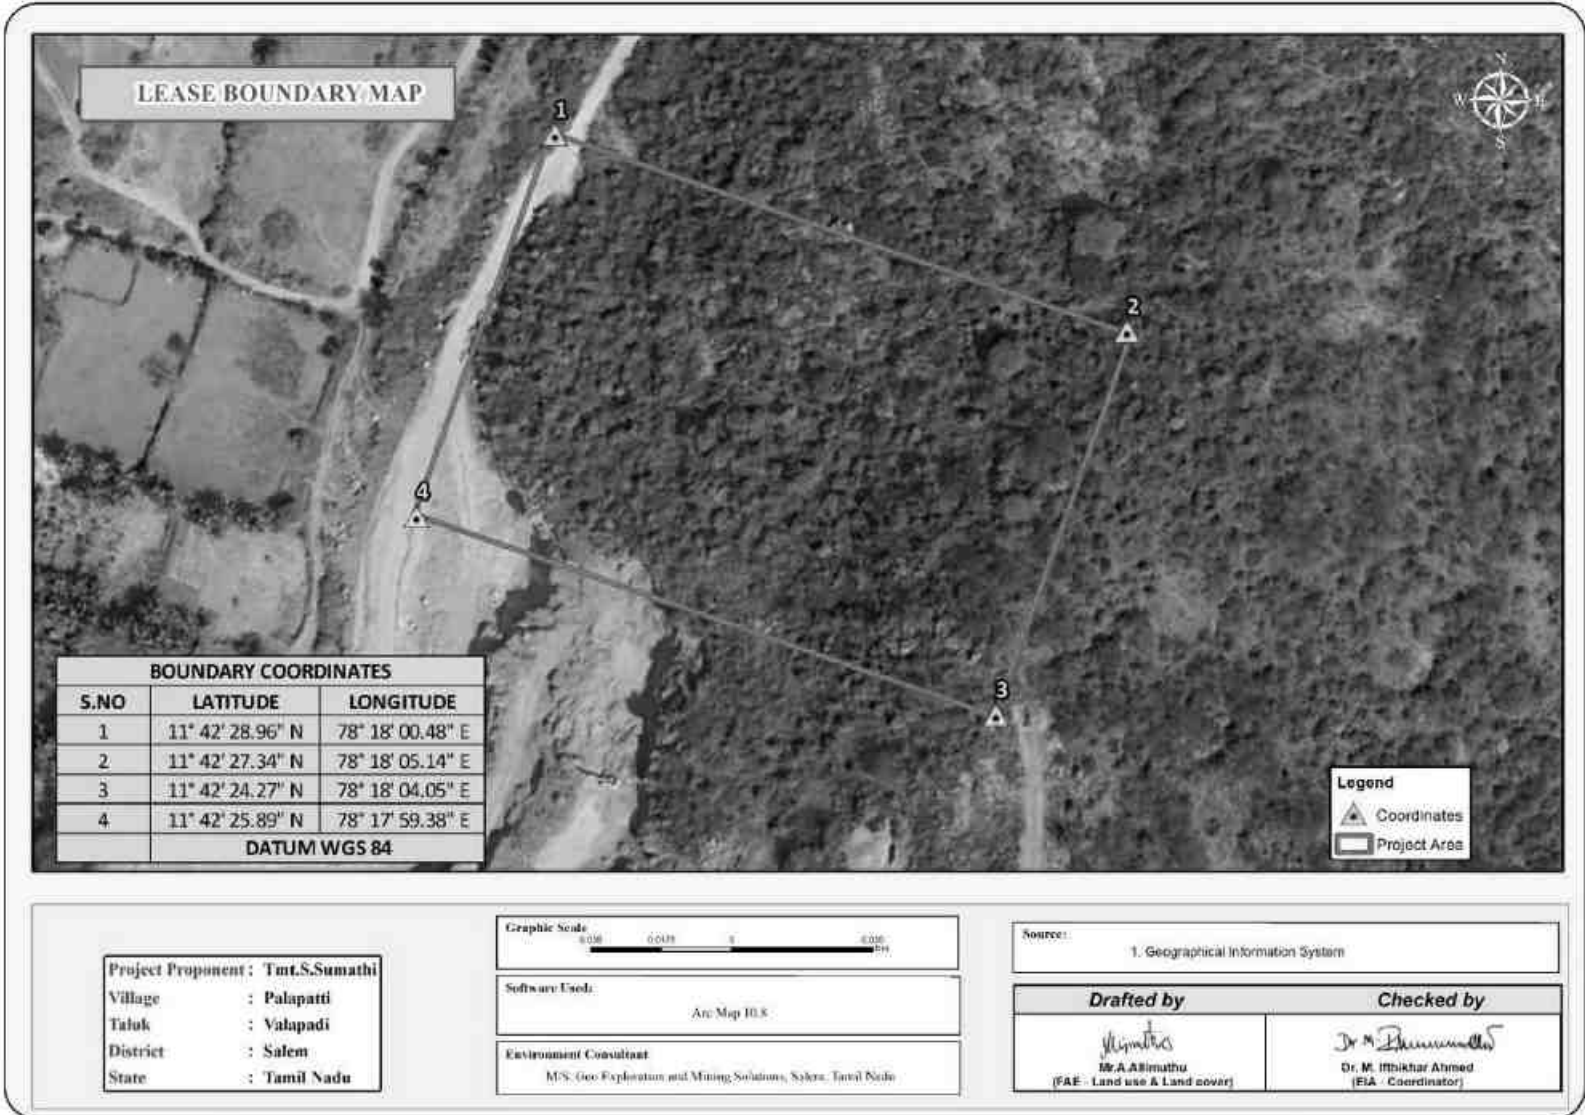 LEASE BOUNDARY MAP
N
W E
S
1
2
3
4
BOUNDARY COORDINATES
S.NO LATITUDE LONGITUDE
1 11° 42' 28.96" N 78° 18' 00.48" E
2 11° 42' 27.34" N 78° 18' 05.14" E
3 11° 42' 24.27" N 78° 18' 04.05" E
4 11° 42' 25.89" N 78° 17' 59.38" E
DATUM WGS 84
Legend
Coordinates
Project Area
Project Proponent : Tmt.S.Sumathi
Village : Palapatti
Taluk : Valapadi
District : Salem
State : Tamil Nadu
Graphic Scale
0
Software Used:
Arc Map 10.8
Environment Consultant
M/S. Geo Exploration and Mining Solutions, Salem, Tamil Nadu
Source:
1. Geographical Information System
Drafted by Checked by
Mr.A.Allimuthu
(FAE - Land use & Land cover)
Dr. M. Ifthikhar Ahmed
(EIA - Coordinator)